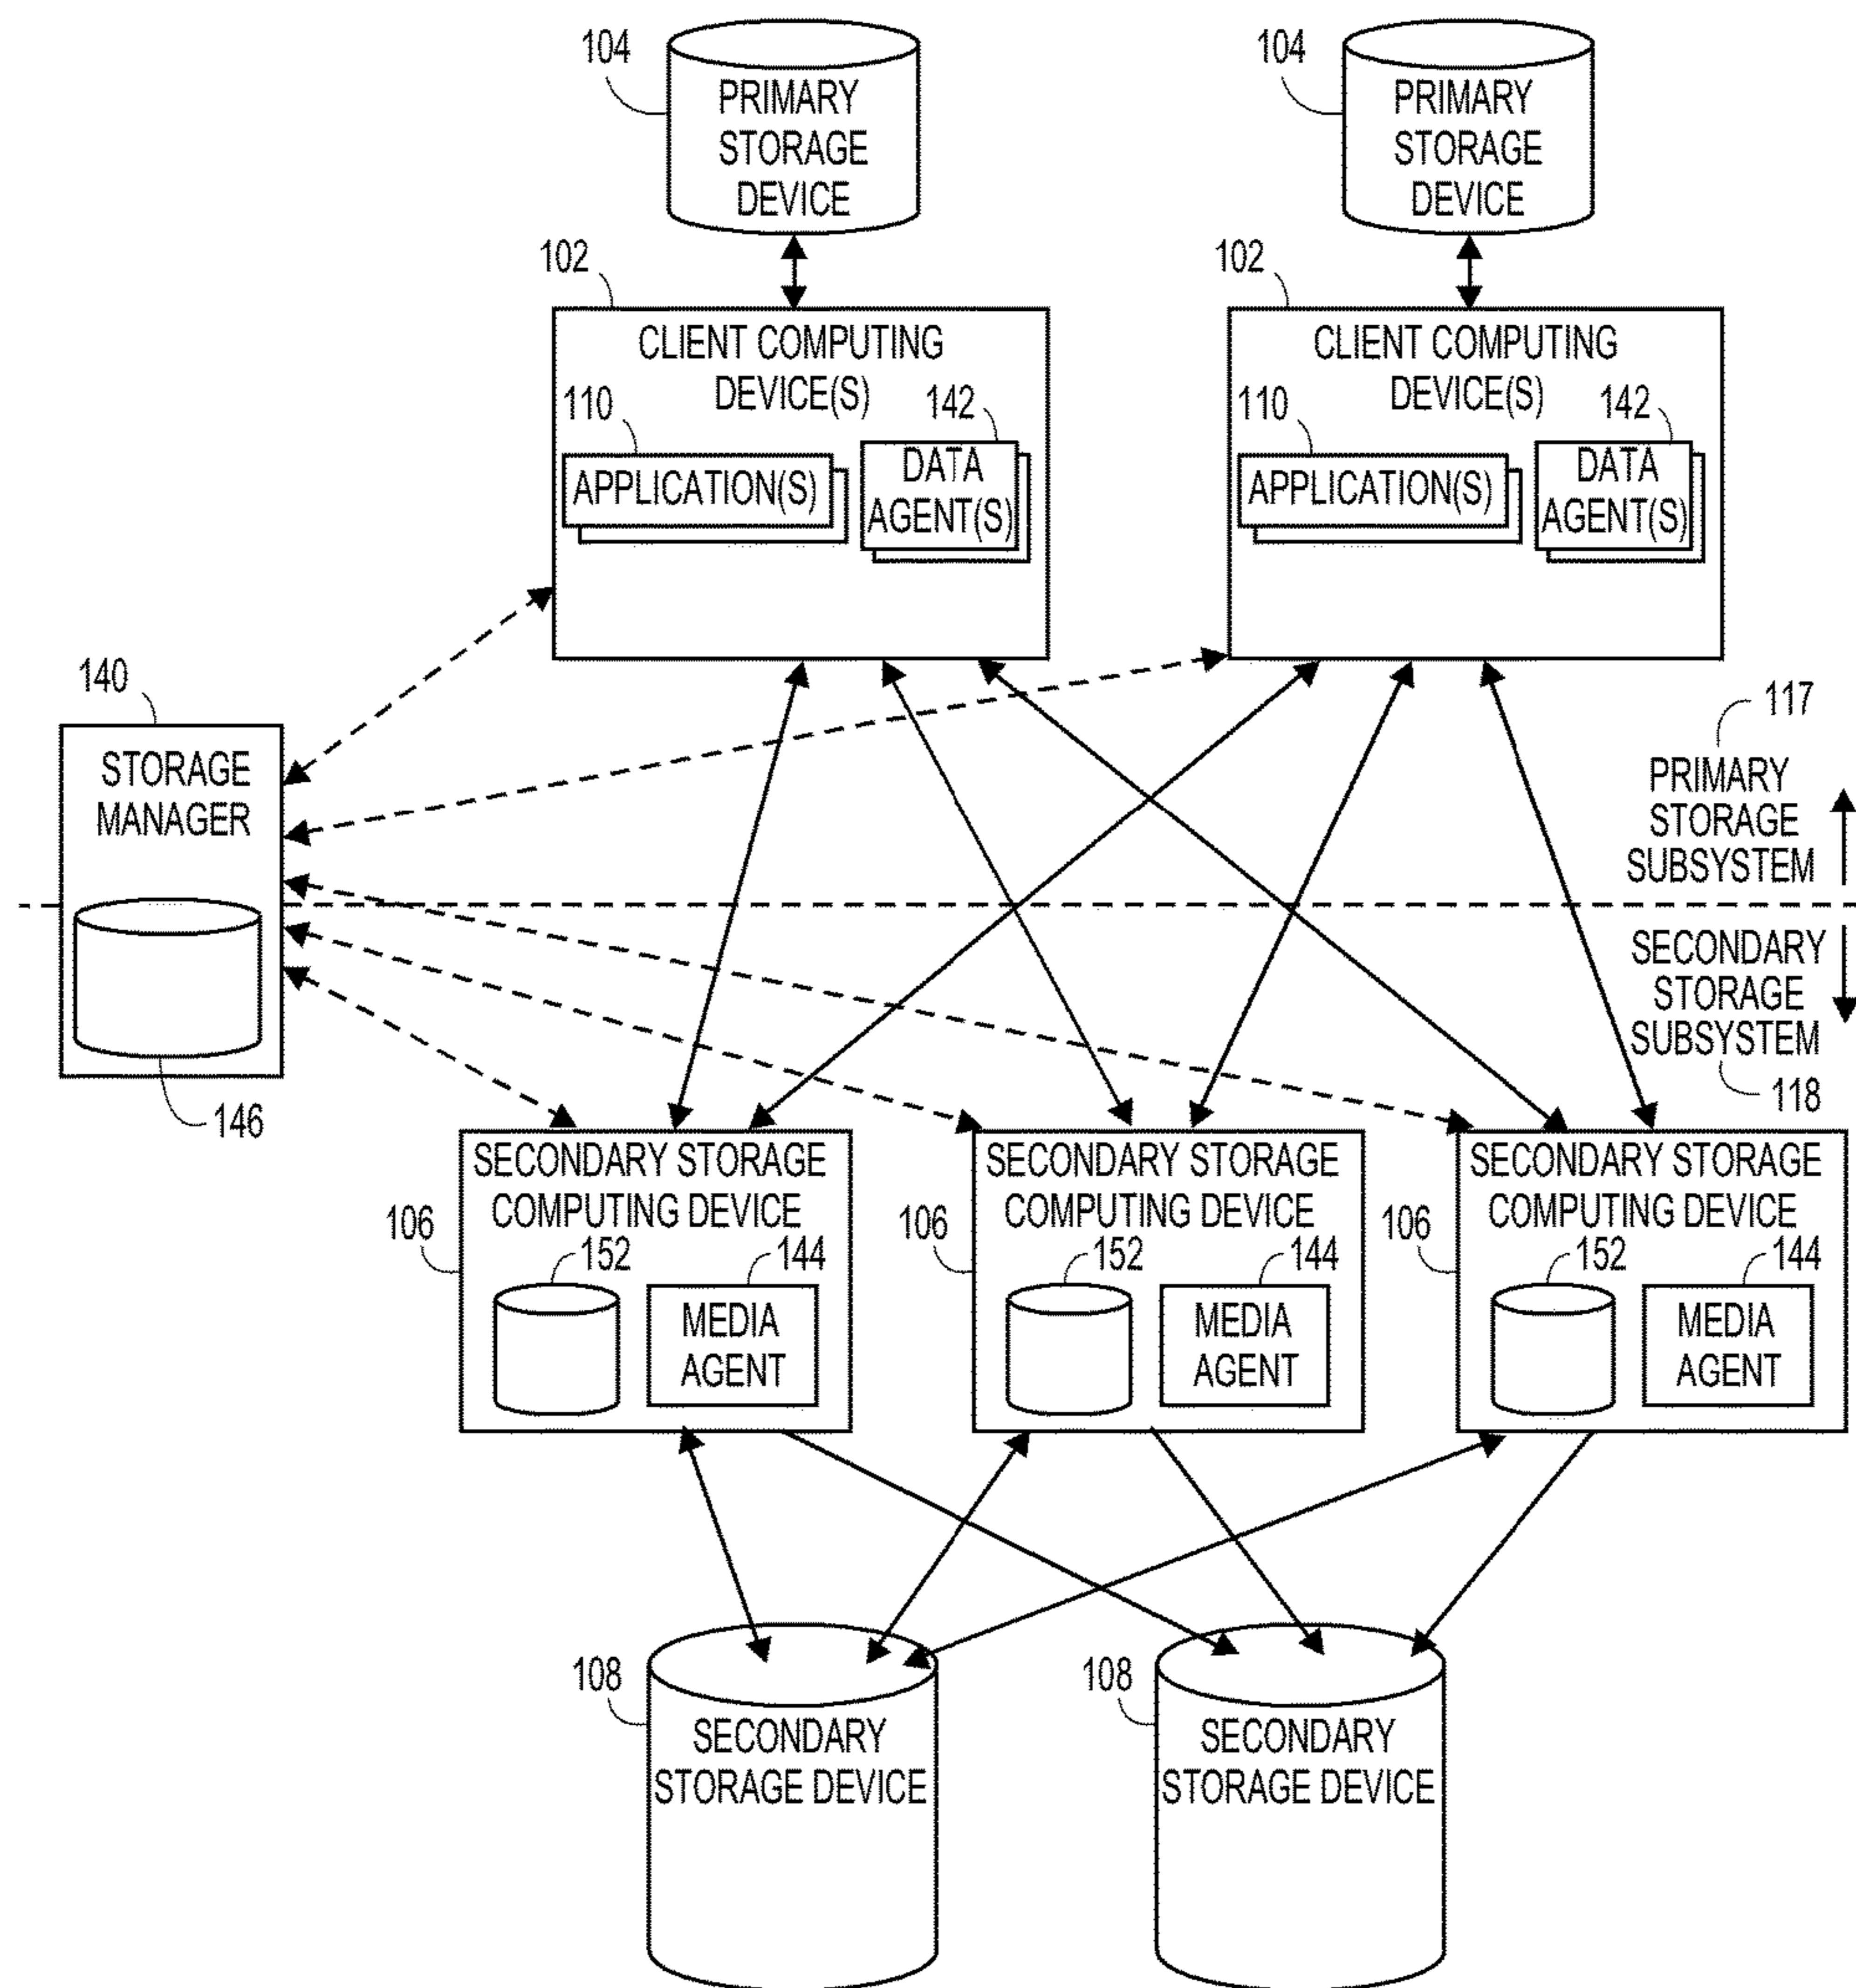 104
PRIMARY
STORAGE
DEVICE
104
PRIMARY
STORAGE
DEVICE
102
CLIENT COMPUTING
DEVICE(S)
110
APPLICATION(S)
142
DATA
AGENT(S)
102
CLIENT COMPUTING
DEVICE(S)
110
APPLICATION(S)
142
DATA
AGENT(S)
140
STORAGE
MANAGER
146
117
PRIMARY
STORAGE
SUBSYSTEM
SECONDARY
STORAGE
SUBSYSTEM
118
106
SECONDARY STORAGE
COMPUTING DEVICE
152
144
MEDIA
AGENT
106
SECONDARY STORAGE
COMPUTING DEVICE
152
144
MEDIA
AGENT
106
SECONDARY STORAGE
COMPUTING DEVICE
152
144
MEDIA
AGENT
108
SECONDARY
STORAGE DEVICE
108
SECONDARY
STORAGE DEVICE